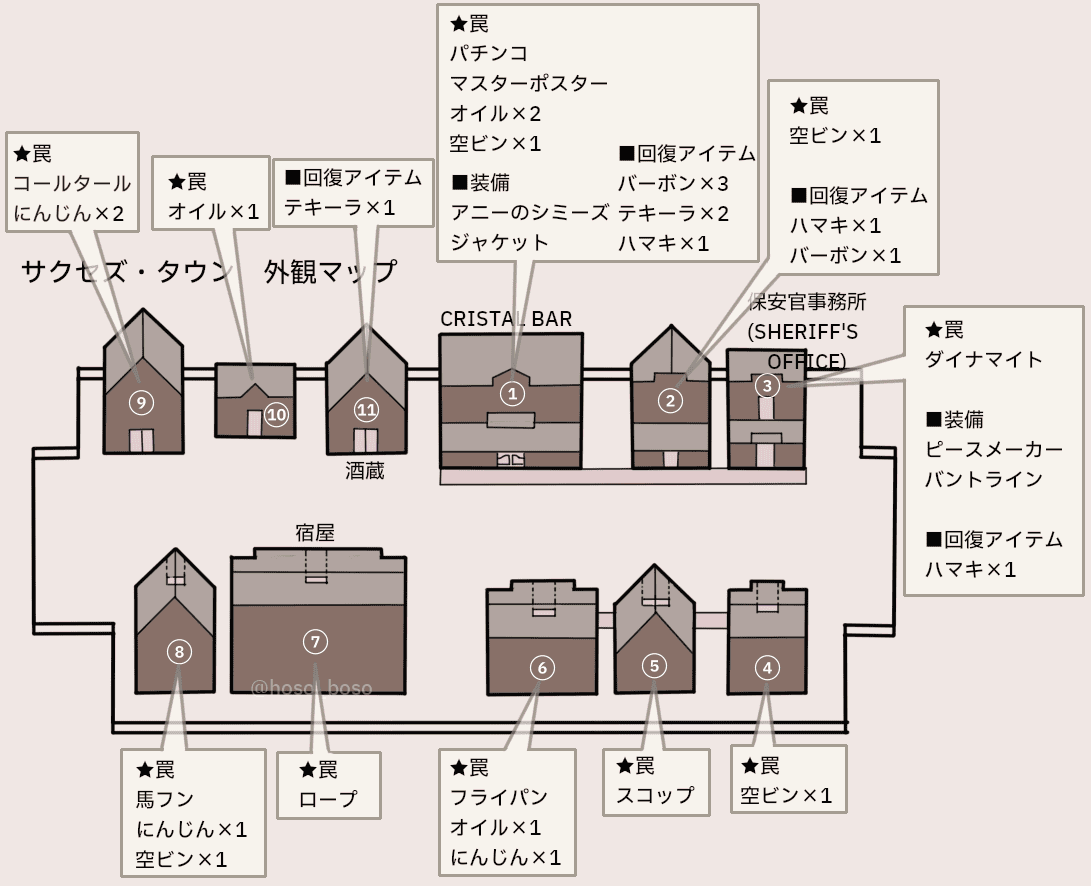 ★罠
パチンコ
マスターポスター
オイル×2
空ビン×1
■装備
アニーのシミーズ
ジャケット
■回復アイテム
バーボン×3
テキーラ×2
ハマキ×1
★罠
空ビン×1
■回復アイテム
ハマキ×1
バーボン×1
★罠
コールタール
にんじん×2
★罠
オイル×1
■回復アイテム
テキーラ×1
サクセズ・タウン 外観マップ
CRISTAL BAR
保安官事務所
(SHERIFF'S
OFFICE)
★罠
ダイナマイト
■装備
ピースメーカー
バントライン
■回復アイテム
ハマキ×1
⑨
⑩
⑪
①
②
③
酒蔵
宿屋
⑧
⑦
⑥
⑤
④
@hosoi_boso
★罠
馬フン
にんじん×1
空ビン×1
★罠
ロープ
★罠
フライパン
オイル×1
にんじん×1
★罠
スコップ
★罠
空ビン×1